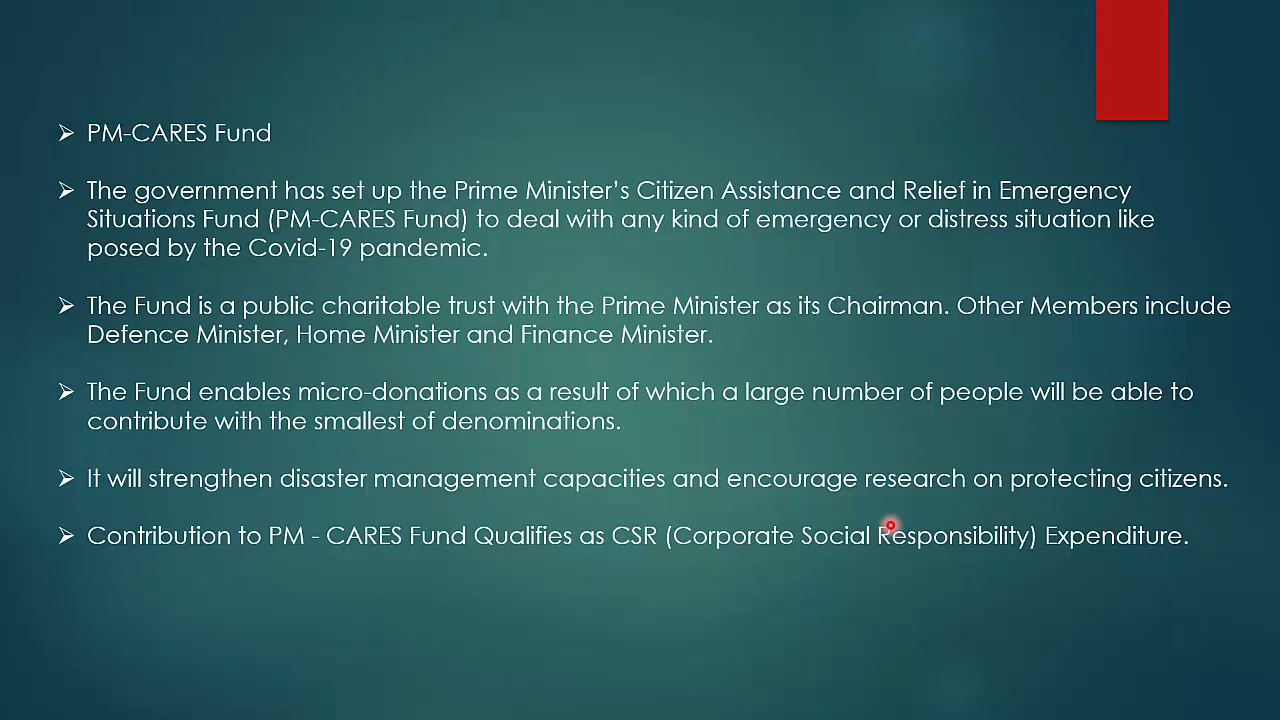 PM-CARES Fund
The government has set up the Prime Minister’s Citizen Assistance and Relief in Emergency
Situations Fund (PM-CARES Fund) to deal with any kind of emergency or distress situation like
posed by the Covid-19 pandemic.
The Fund is a public charitable trust with the Prime Minister as its Chairman. Other Members include
Defence Minister, Home Minister and Finance Minister.
The Fund enables micro-donations as a result of which a large number of people will be able to
contribute with the smallest of denominations.
It will strengthen disaster management capacities and encourage research on protecting citizens.
Contribution to PM - CARES Fund Qualifies as CSR (Corporate Social Responsibility) Expenditure.